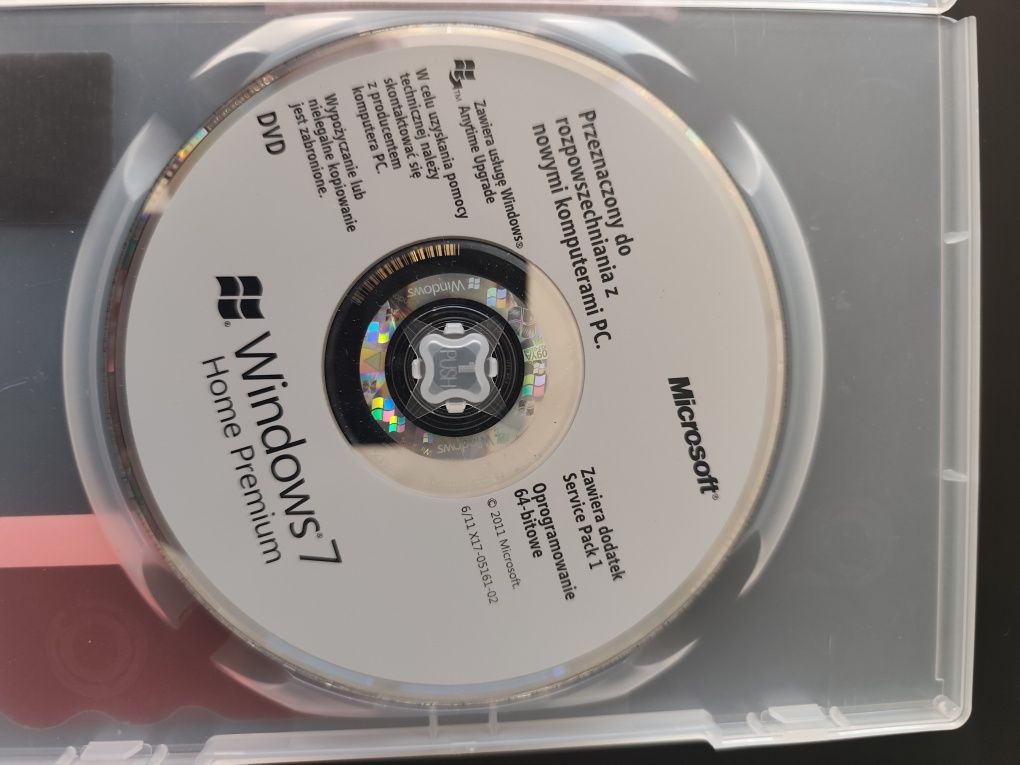 Microsoft®
Przeznaczony do
rozpowszechniania z
nowymi komputerami PC.
Zawiera dodatek
Service Pack 1
Oprogramowanie
64-bitowe
© 2011 Microsoft.
6/11 X17-05161-02
Zawiera usługę Windows®
™ Anytime Upgrade
W celu uzyskania pomocy
technicznej należy
skontaktować się
z producentem
komputera PC.
Wypożyczanie lub
nielegalne kopiowanie
jest zabronione.
DVD
Windows® 7
Home Premium
PUSH
Windows